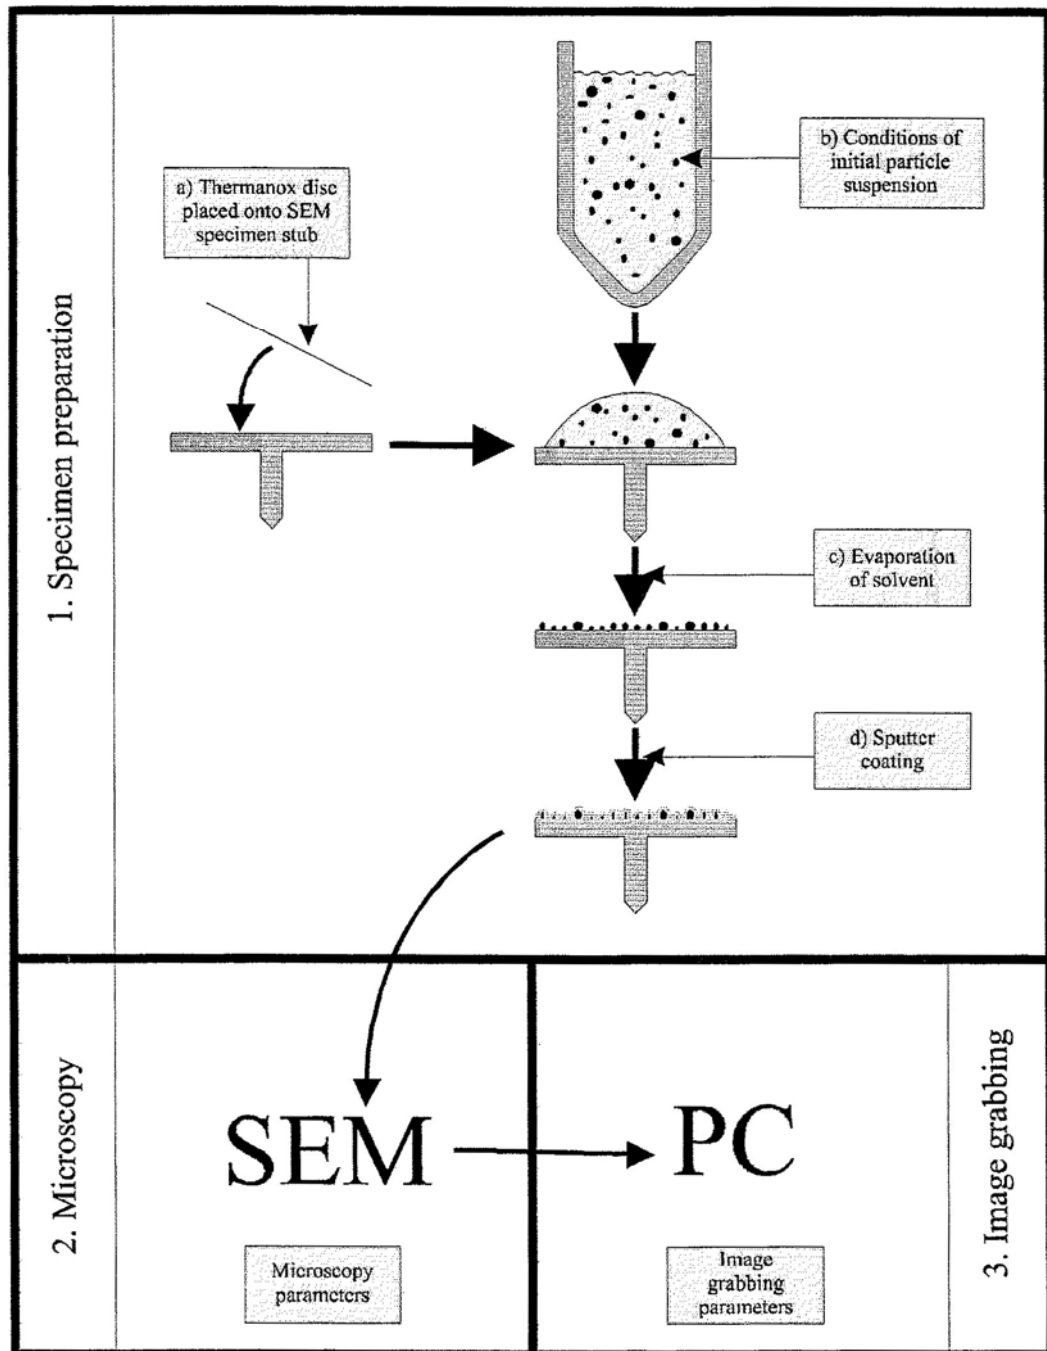 1. Specimen preparation
a) Thermanox disc
placed onto SEM
specimen stub
b) Conditions of
initial particle
suspension
c) Evaporation
of solvent
d) Sputter
coating
2. Microscopy
SEM
Microscopy
parameters
PC
Image
grabbing
parameters
3. Image grabbing